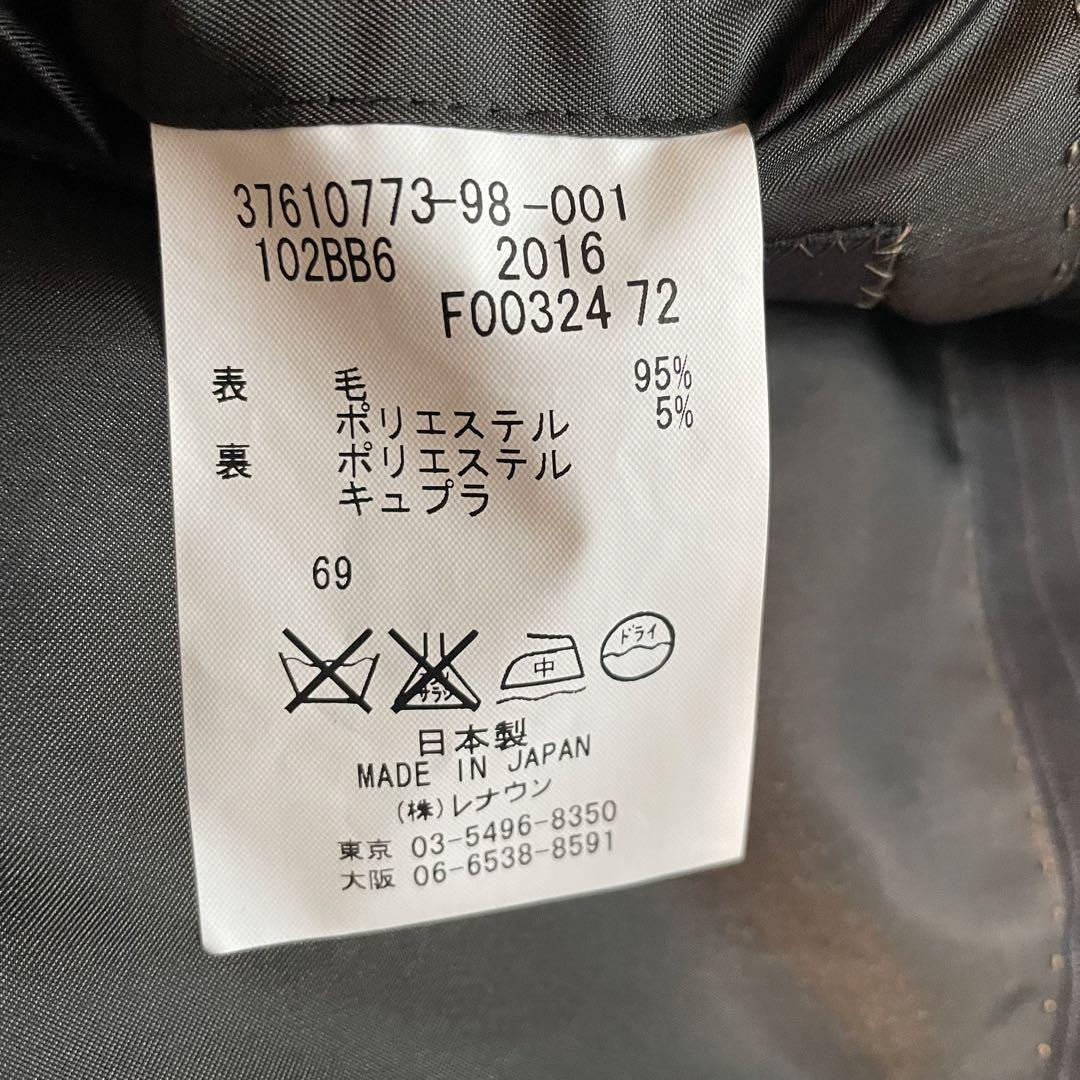 37610773-98-001
102BB6 2016
F00324 72
表 毛 95%
ポリエステル 5%
裏 ポリエステル
キュプラ
69
中
ドライ
日本製
MADE IN JAPAN
(株)レナウン
東京 03-5496-8350
大阪 06-6538-8591